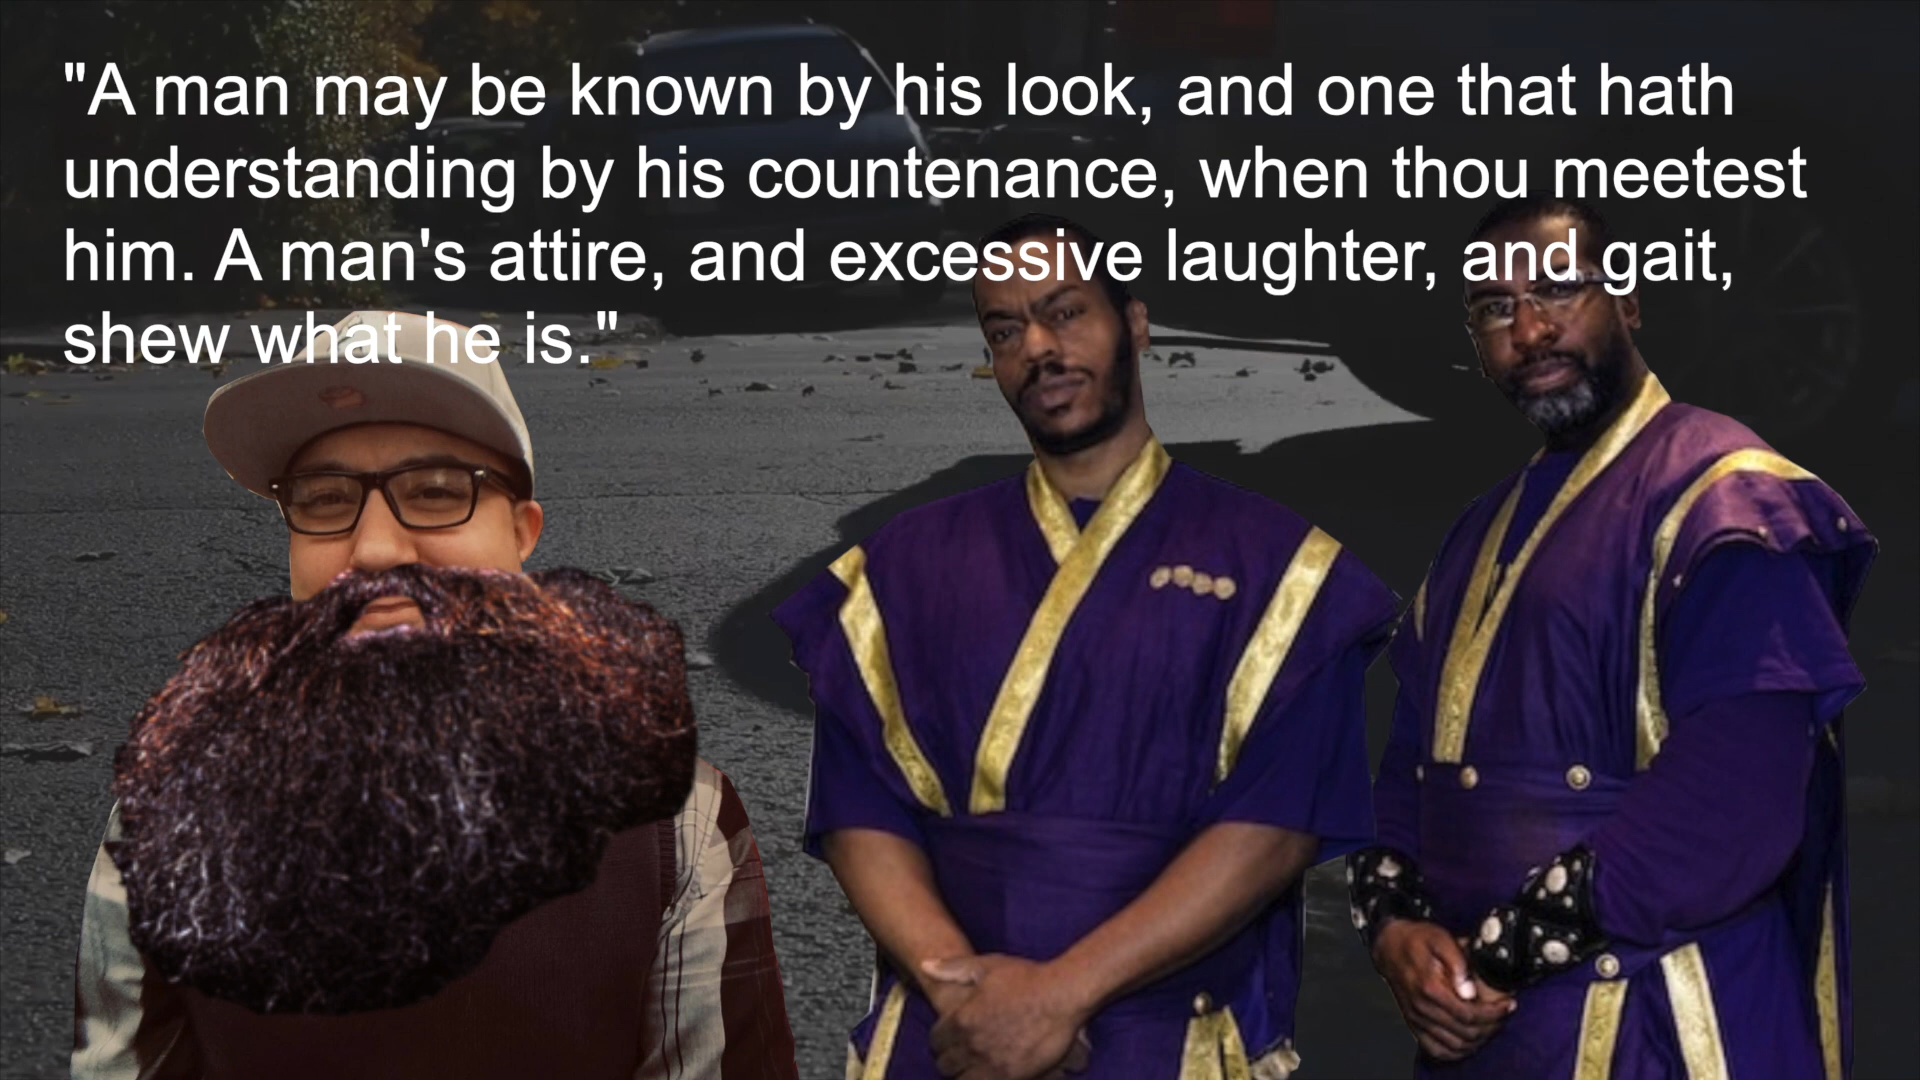 "A man may be known by his look, and one that hath
understanding by his countenance, when thou meetest
him. A man's attire, and excessive laughter, and gait,
shew what he is."